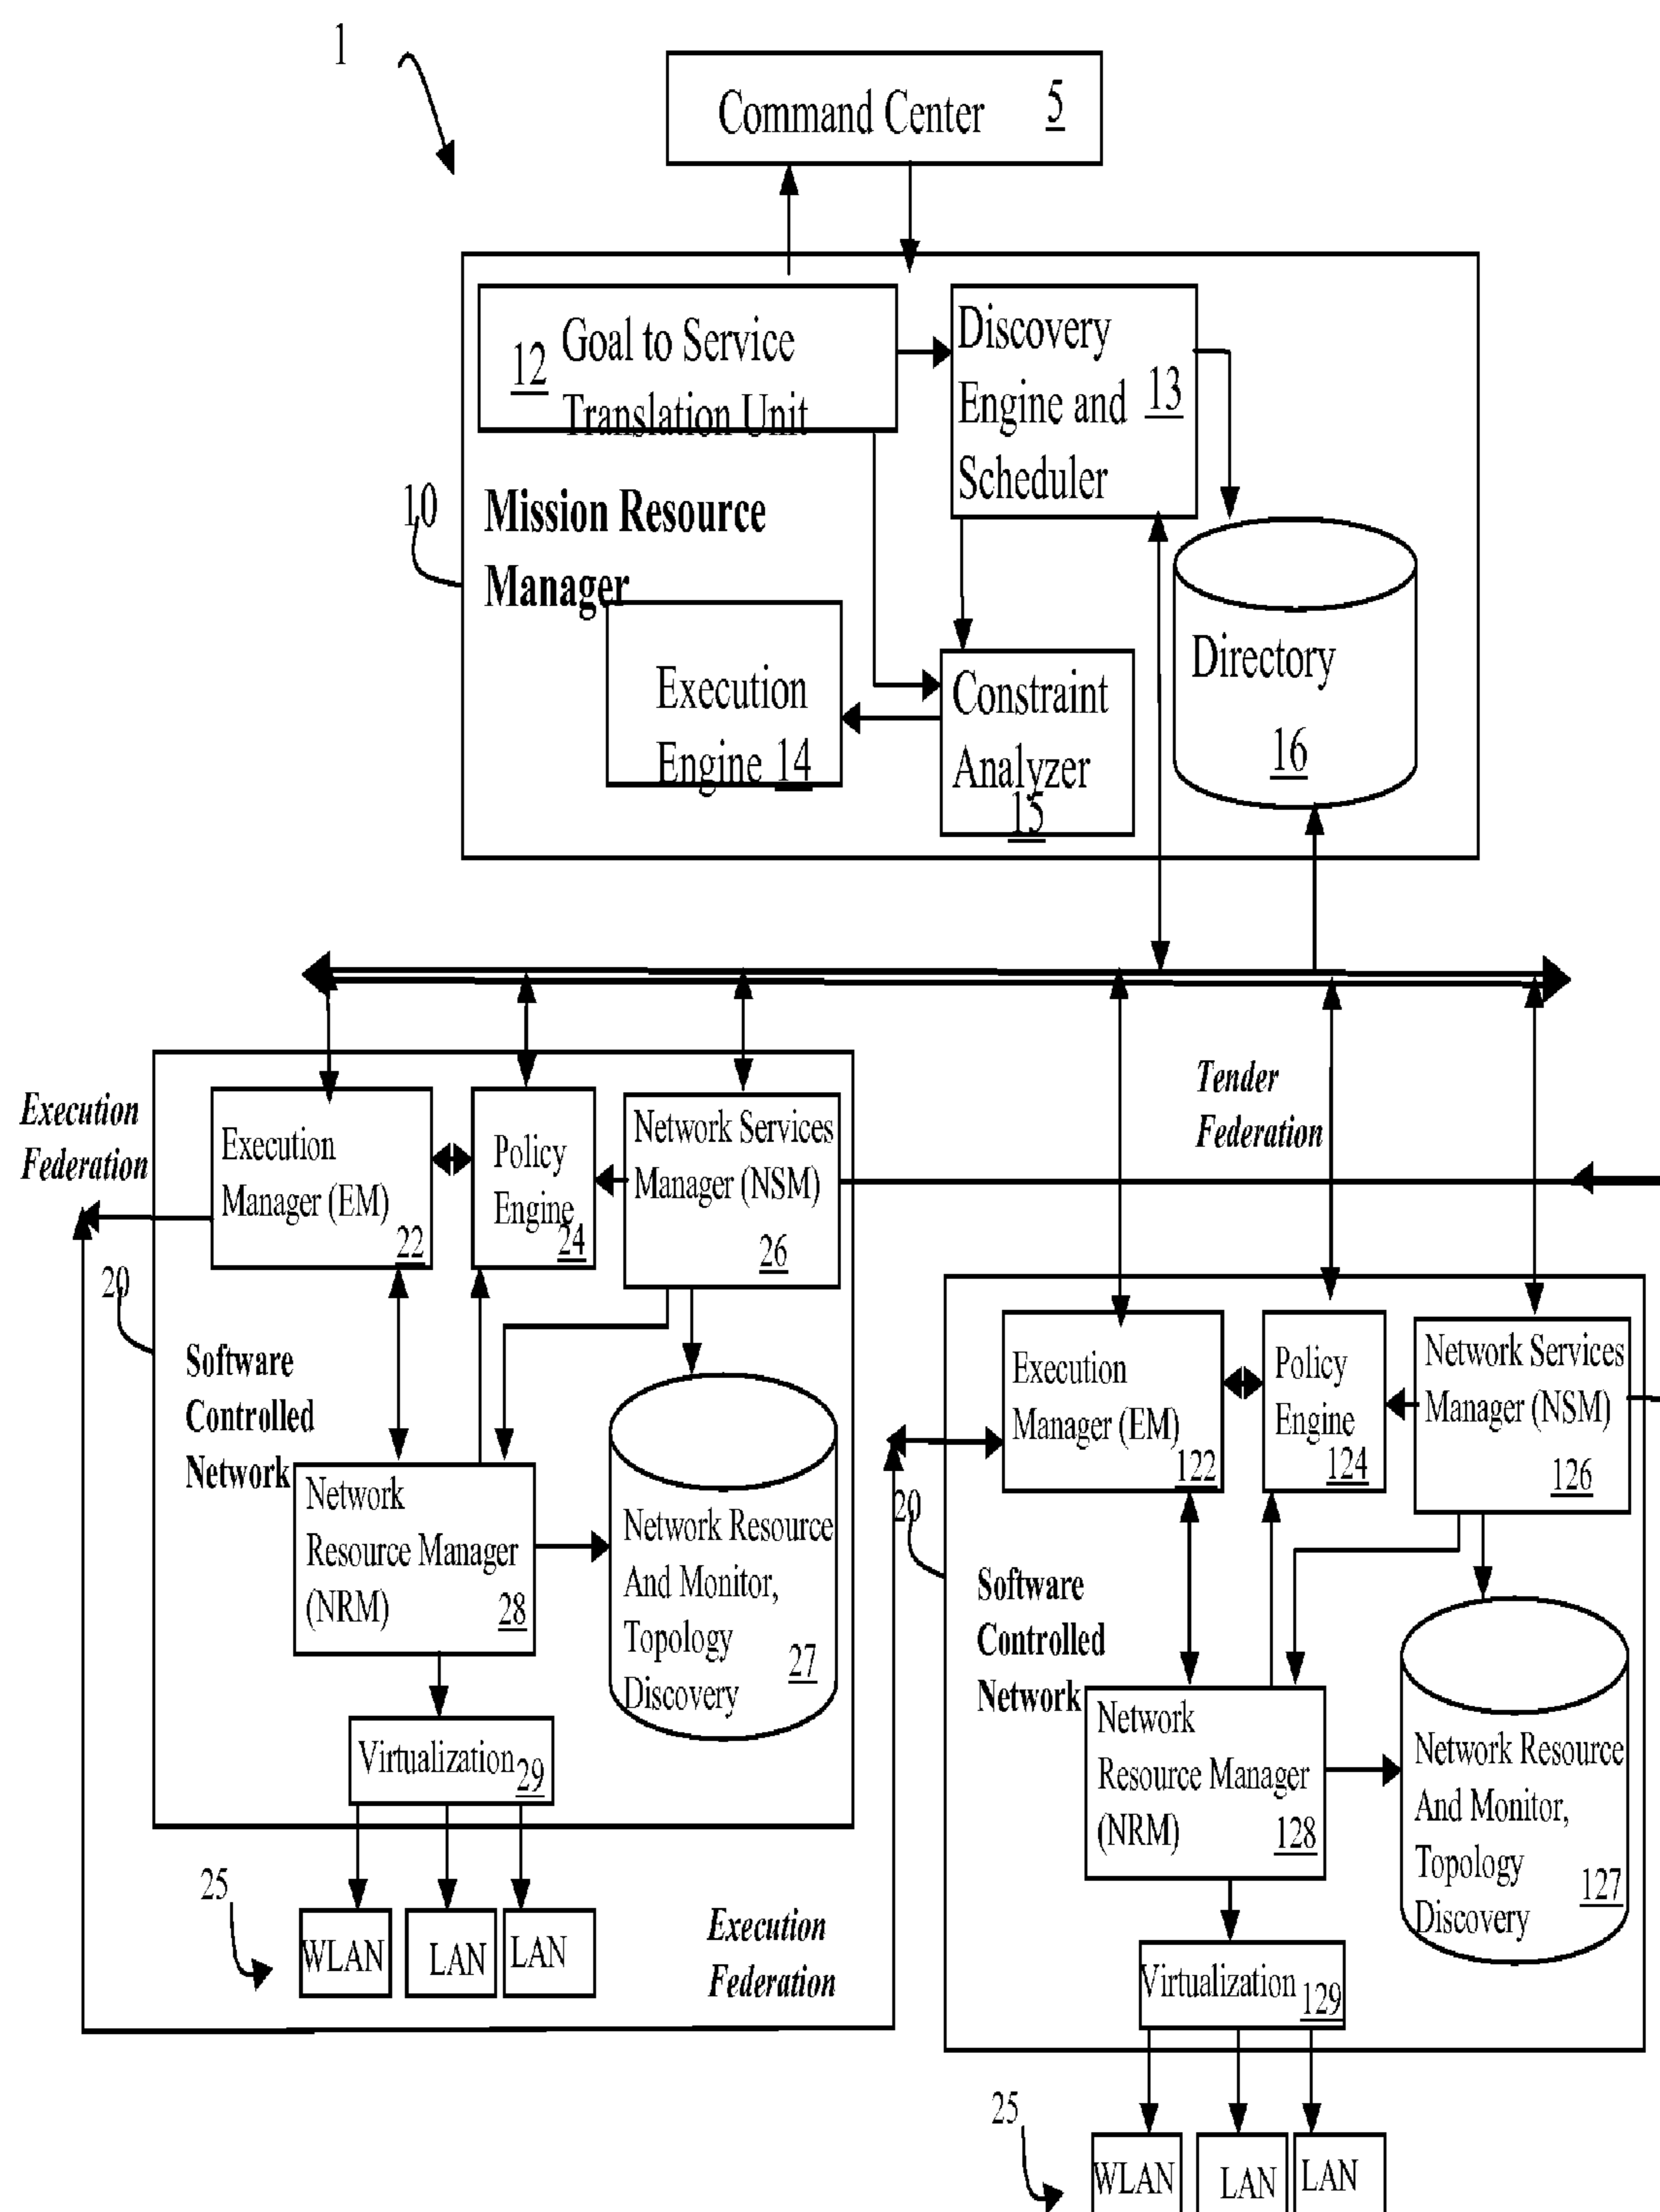 1
Command Center 5
12 Goal to Service
Translation Unit
Discovery
Engine and 13
Scheduler
10
Mission Resource
Manager
Execution
Engine 14
Constraint
Analyzer
15
Directory
16
Execution
Federation
Execution
Manager (EM)
22
Policy
Engine
24
Network Services
Manager (NSM)
26
Tender
Federation
20
Software
Controlled
Network
Network
Resource Manager
(NRM) 28
Network Resource
And Monitor,
Topology
Discovery
27
Virtualization 29
25
WLAN
LAN
LAN
Execution
Federation
Execution
Manager (EM)
122
Policy
Engine
124
Network Services
Manager (NSM)
126
20
Software
Controlled
Network
Network
Resource Manager
(NRM) 128
Network Resource
And Monitor,
Topology
Discovery
127
Virtualization 129
25
WLAN
LAN
LAN